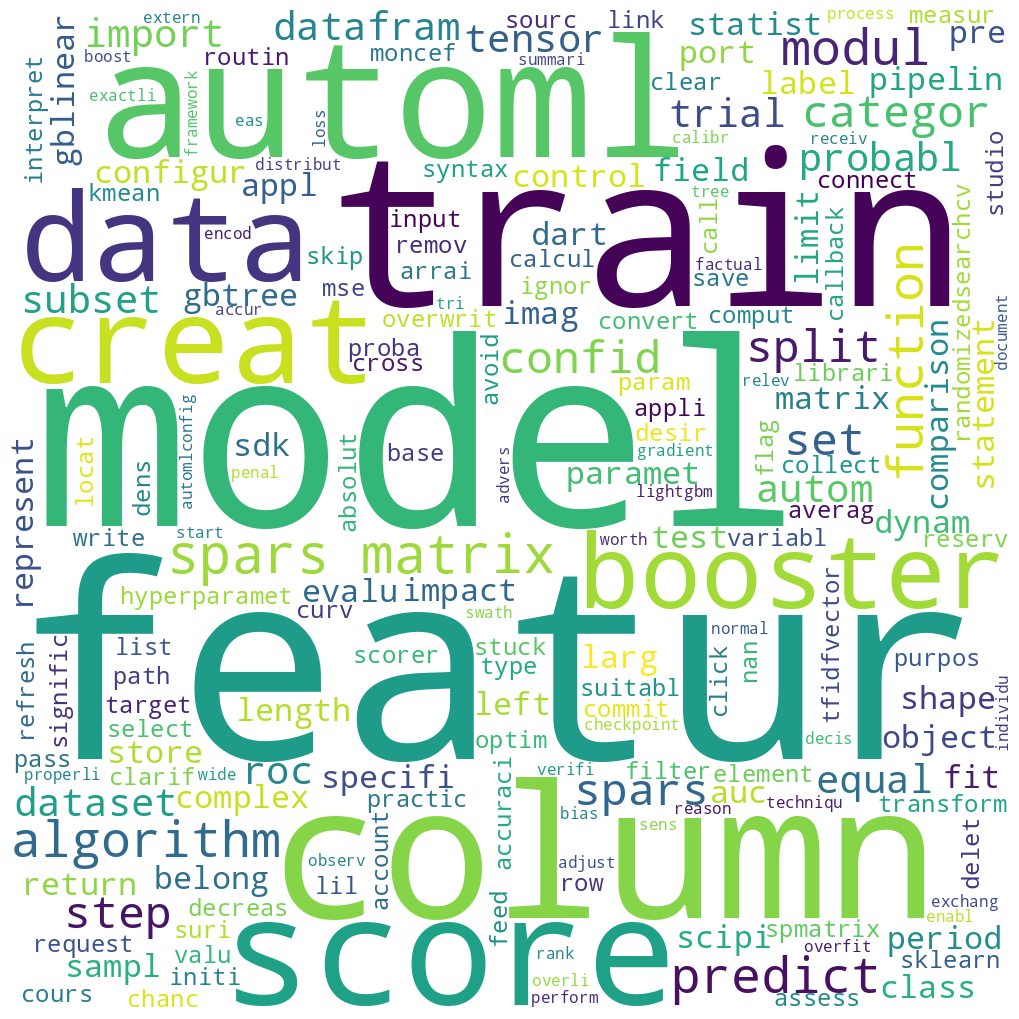 extern
import
datafram
sourc
link
statist
process
measur
boost
routin
moncef
tensor
summari
port
modul
pre
interpret
gblinear
exactli
framework
automl
eas
loss
clear
label
pipelin
trial
categor
calibr
receiv
configur
distribut
syntax
control
field
probabl
studio
kmean
appl
connect
data
encod
train
input
remov
dart
tree
call
limit
callback
skip
arrai
calcul
factual
save
subset
gbtree
mse
ignor
accur
tri
imag
convert
comput
function
randomizedsearchcv
document
creat
overwrit
proba
cross
avoid
confid
split
librari
comparison
statement
param
relev
matrix
model
automlconfig
sdk
base
appli
desir
set
locat
penal
gradient
flag
collect
represent
dens
absolut
advers
paramet
lightgbm
autom
averag
dynam
write
start
spars matrix
worth
test
variabl
reserv
booster
hyperparamet
evalu
impact
curv
swath
featur
normal
refresh
signific
list
scorer
stuck
type
larg
click
nan
tfidfvector
purpos
path
suitabl
target
length
left
commit
shape
individu
select
checkpoint
pass
store
optim
decis
object
properli
clarif
wide
roc
specifi
verifi
filter
element
equal
fit
dataset
complex
practic
accuraci
spars
auc
reason
techniqu
transform
bias
algorithm
account
column
sens
observ
adjust
delet
return
belong
lil
row
decreas
feed
exchang
step
suri
score
spmatrix
enabl
request
valu
rank
scipi
overfit
period
sampl
initi
overli
predict
sklearn
cours
chanc
perform
assess
class